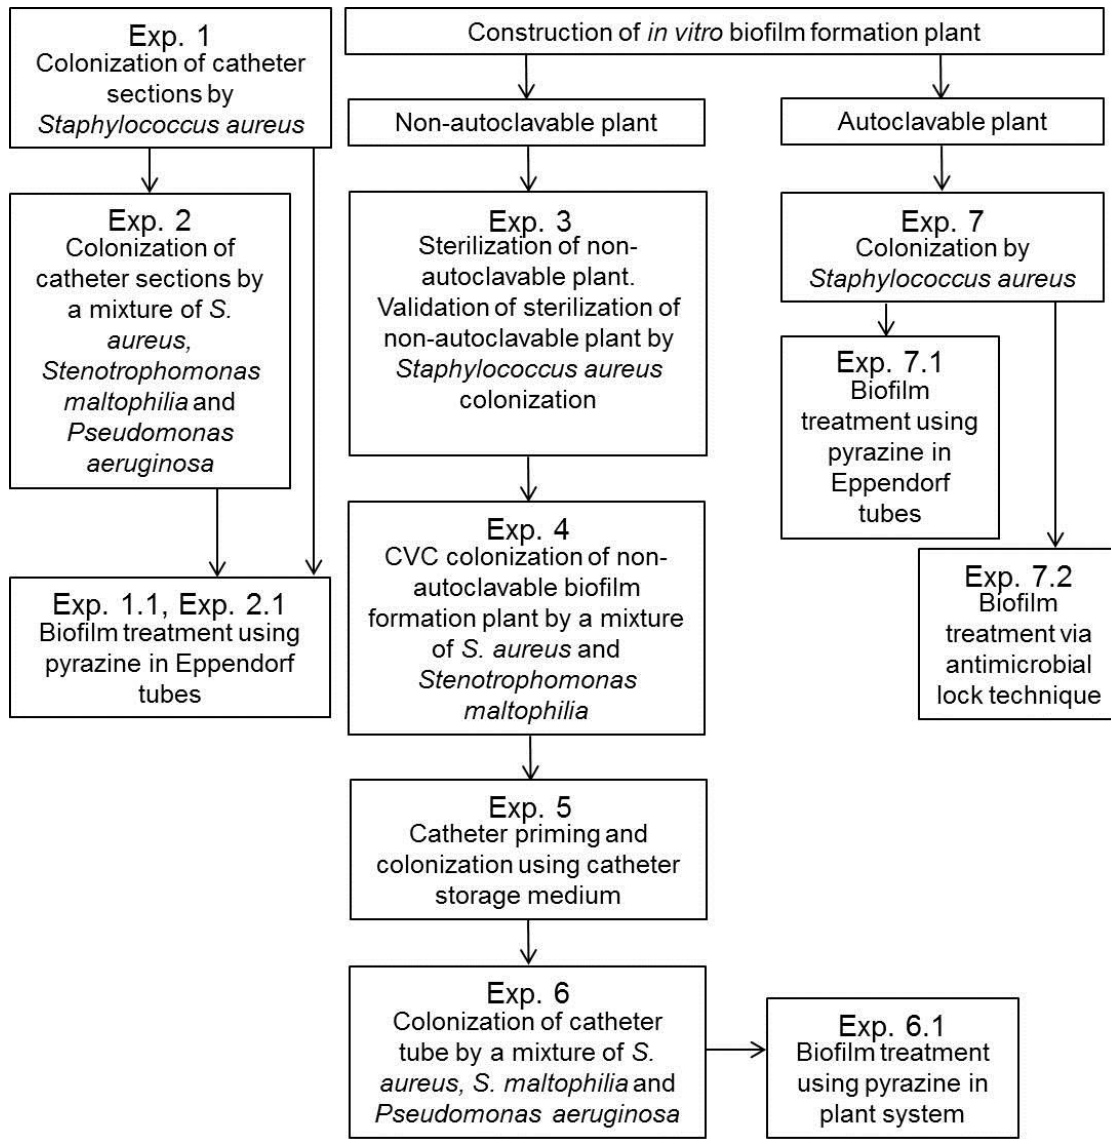 Exp. 1
Colonization of catheter
sections by
Staphylococcus aureus
Exp. 2
Colonization of
catheter sections by
a mixture of S.
aureus,
Stenotrophomonas
maltophilia and
Pseudomonas
aeruginosa
Exp. 1.1, Exp. 2.1
Biofilm treatment using
pyrazine in Eppendorf
tubes
Construction of in vitro biofilm formation plant
Non-autoclavable plant
Exp. 3
Sterilization of non-
autoclavable plant.
Validation of sterilization of
non-autoclavable plant by
Staphylococcus aureus
colonization
Exp. 4
CVC colonization of non-
autoclavable biofilm
formation plant by a mixture
of S. aureus and
Stenotrophomonas
maltophilia
Exp. 5
Catheter priming and
colonization using catheter
storage medium
Exp. 6
Colonization of catheter
tube by a mixture of S.
aureus, S. maltophilia and
Pseudomonas aeruginosa
Exp. 6.1
Biofilm treatment
using pyrazine in
plant system
Autoclavable plant
Exp. 7
Colonization by
Staphylococcus aureus
Exp. 7.1
Biofilm
treatment using
pyrazine in
Eppendorf
tubes
Exp. 7.2
Biofilm
treatment via
antimicrobial
lock technique